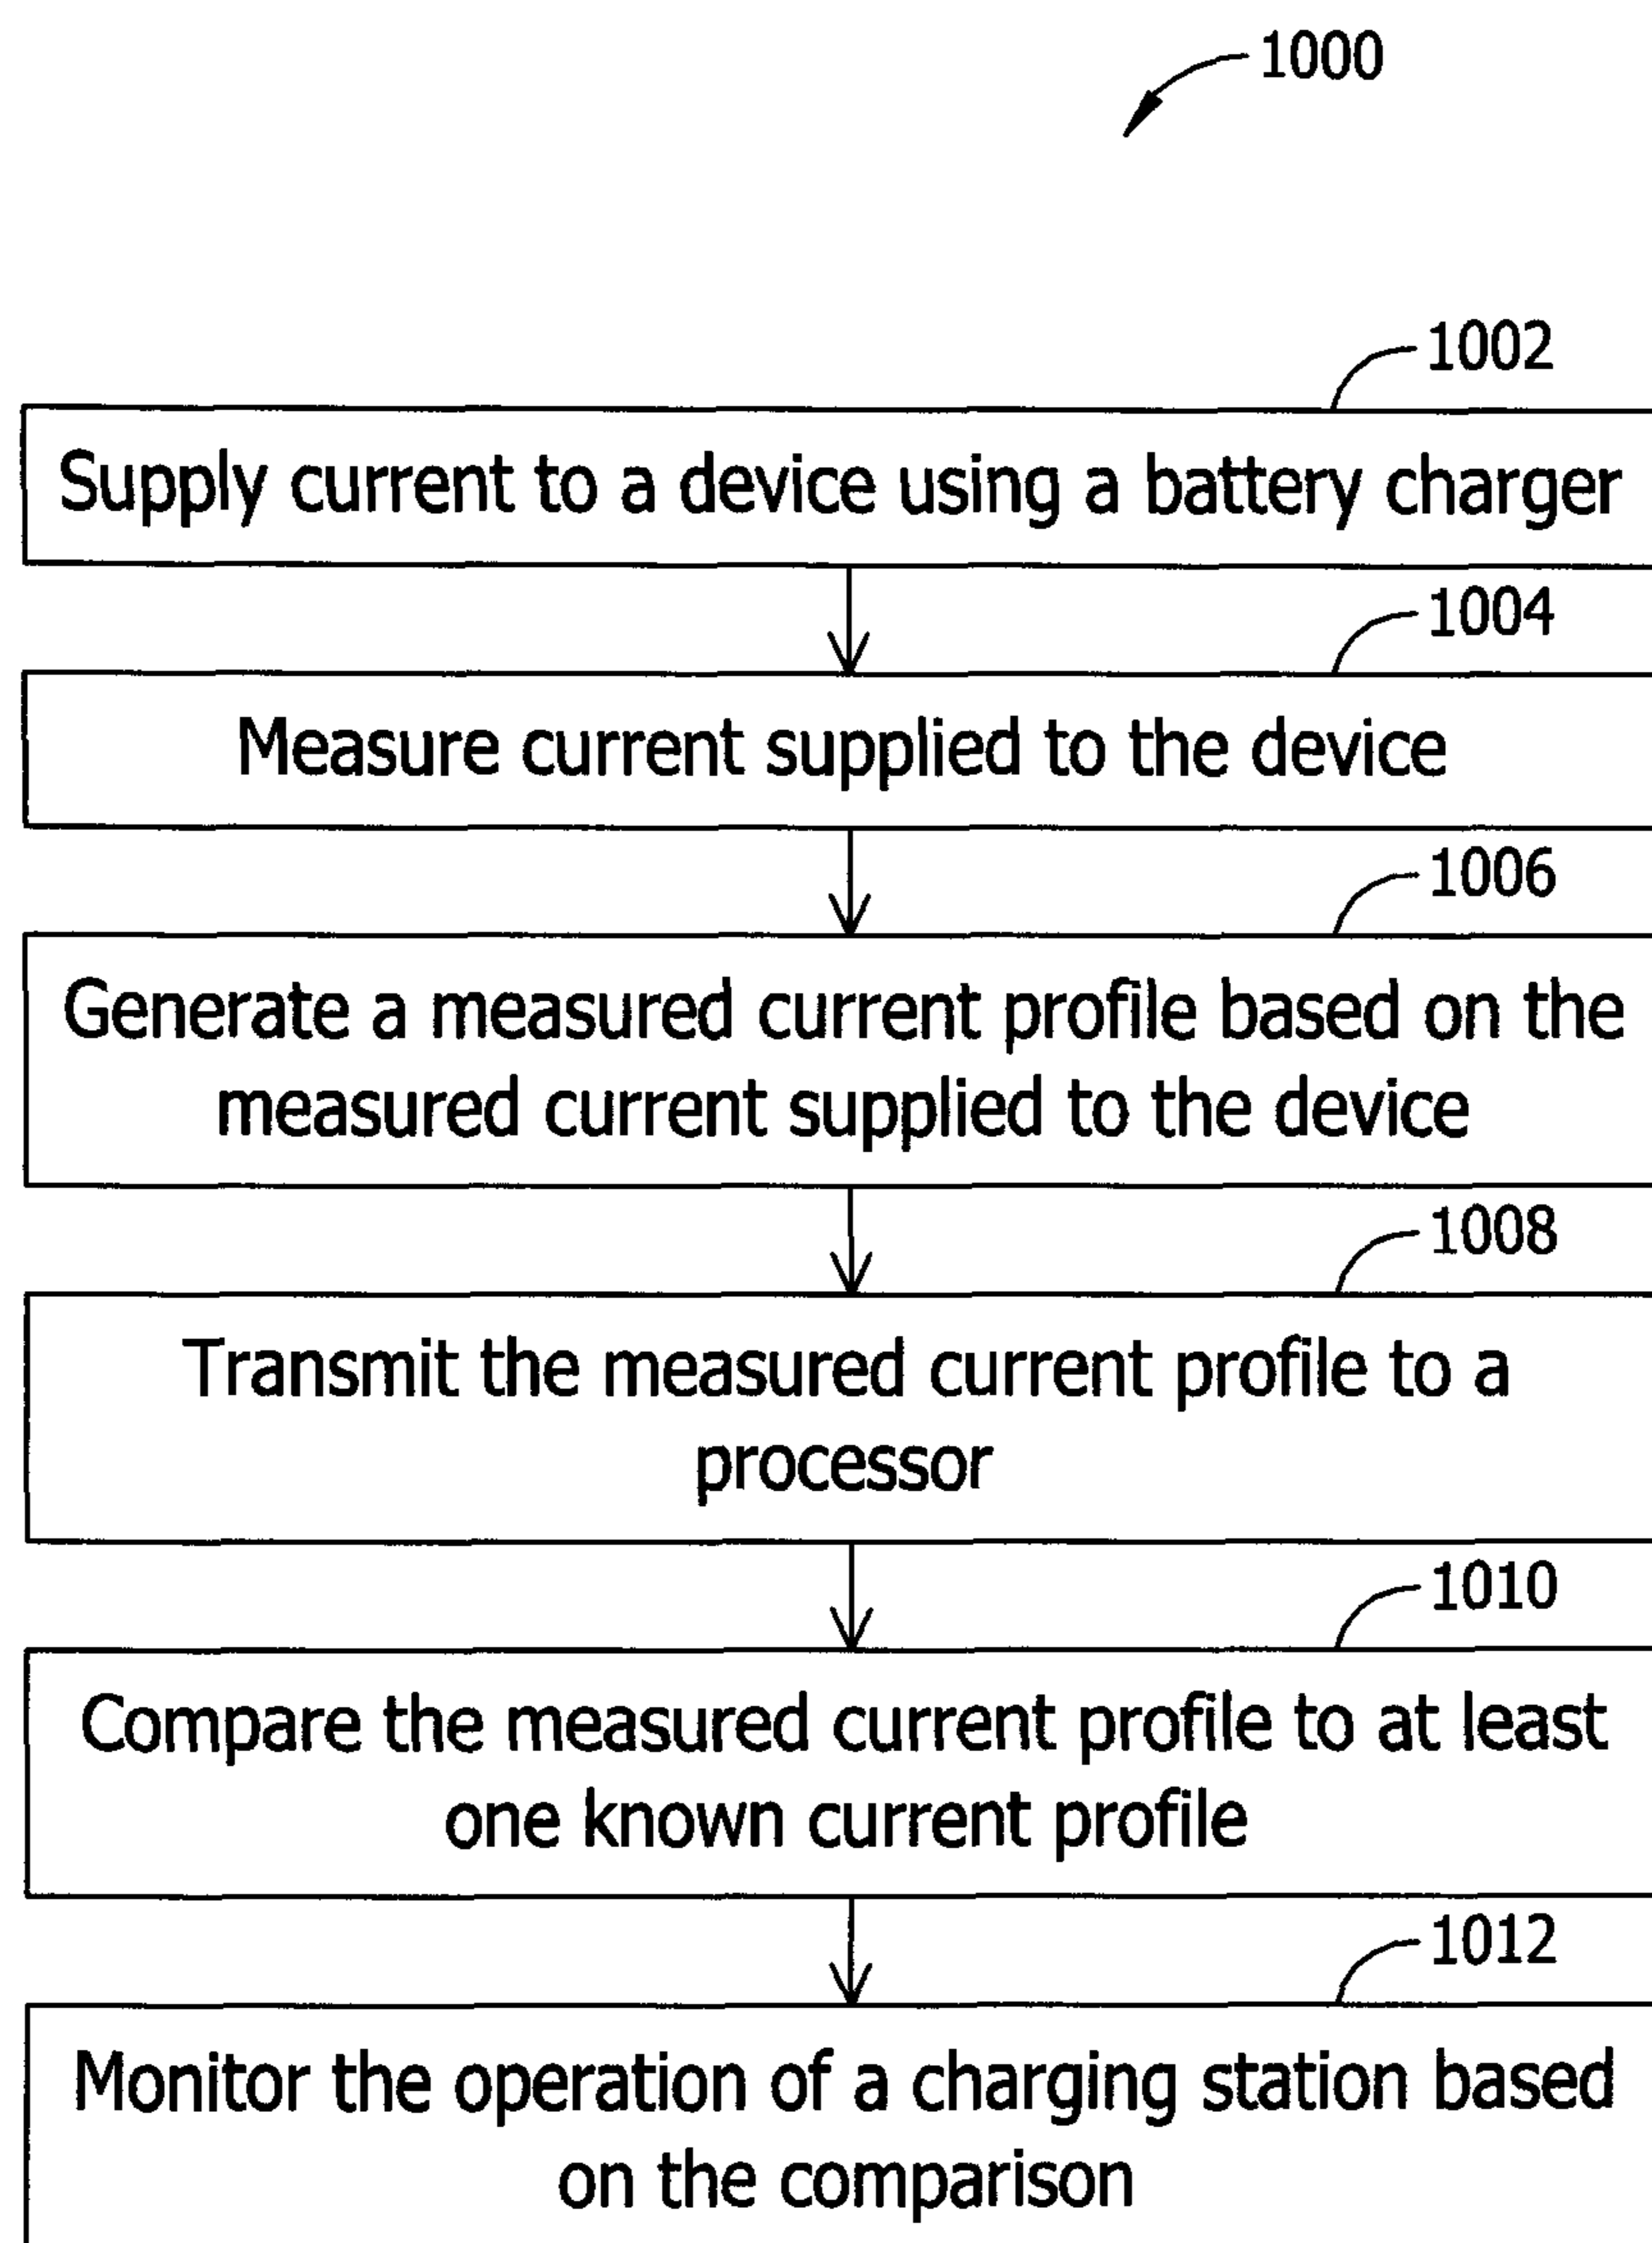 1000
1002
Supply current to a device using a battery charger
1004
Measure current supplied to the device
1006
Generate a measured current profile based on the
measured current supplied to the device
1008
Transmit the measured current profile to a
processor
1010
Compare the measured current profile to at least
one known current profile
1012
Monitor the operation of a charging station based
on the comparison